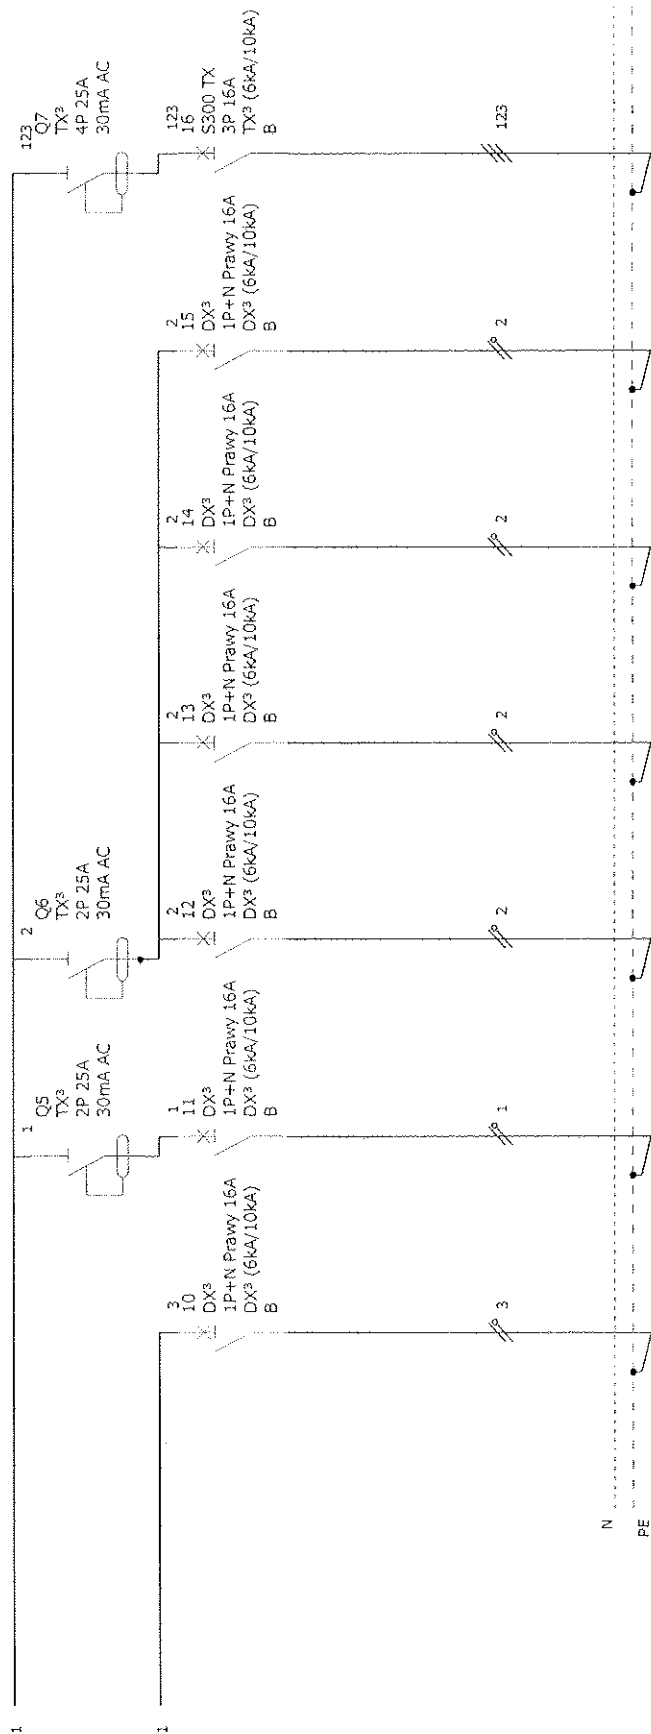 3
10
DX³
1P+N Prawy 16A
DX³ (6kA/10kA)
B
3
1
Q5
TX³
2P 25A
30mA AC
1
11
DX³
1P+N Prawy 16A
DX³ (6kA/10kA)
B
1
2
Q6
TX³
2P 25A
30mA AC
2
12
DX³
1P+N Prawy 16A
DX³ (6kA/10kA)
B
2
2
13
DX³
1P+N Prawy 16A
DX³ (6kA/10kA)
B
2
2
14
DX³
1P+N Prawy 16A
DX³ (6kA/10kA)
B
2
2
15
DX³
1P+N Prawy 16A
DX³ (6kA/10kA)
B
2
123
Q7
TX³
4P 25A
30mA AC
123
16
S300 TX
3P 16A
TX³ (6kA/10kA)
B
123
N
PE